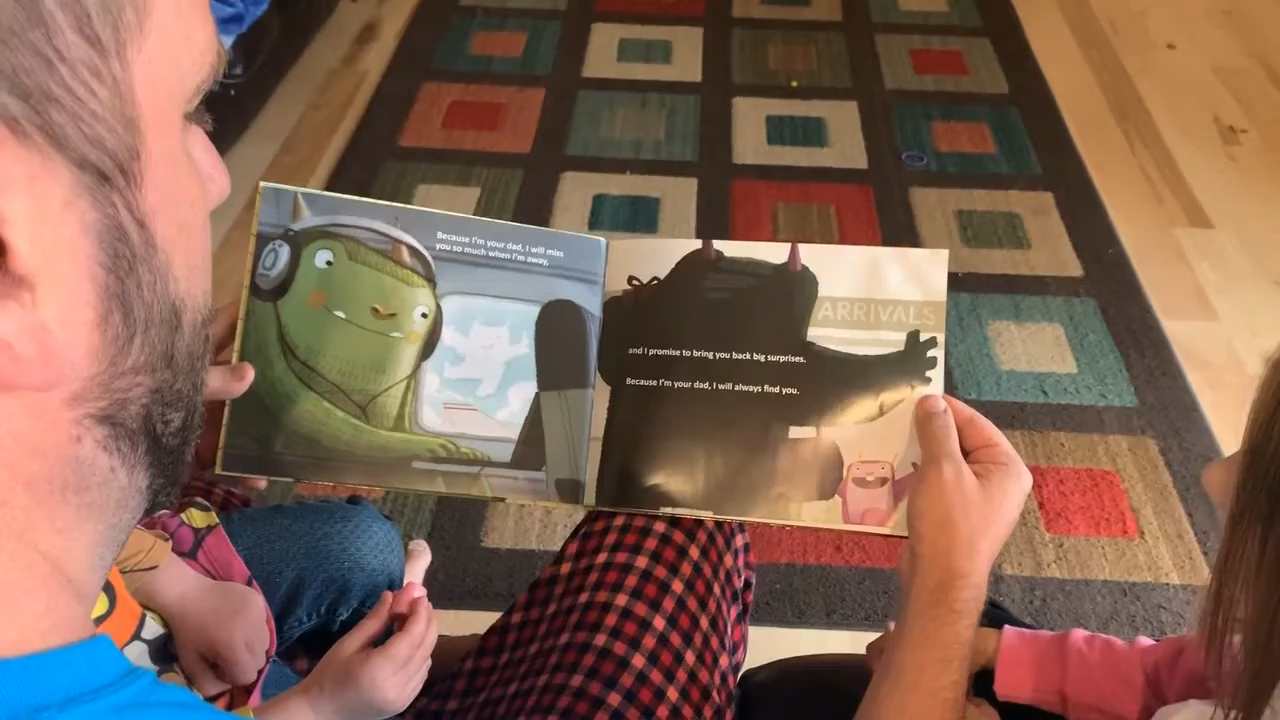 Because I'm your dad, I will miss
you so much when I'm away,
ARRIVALS
and I promise to bring you back big surprises.
Because I'm your dad, I will always find you.